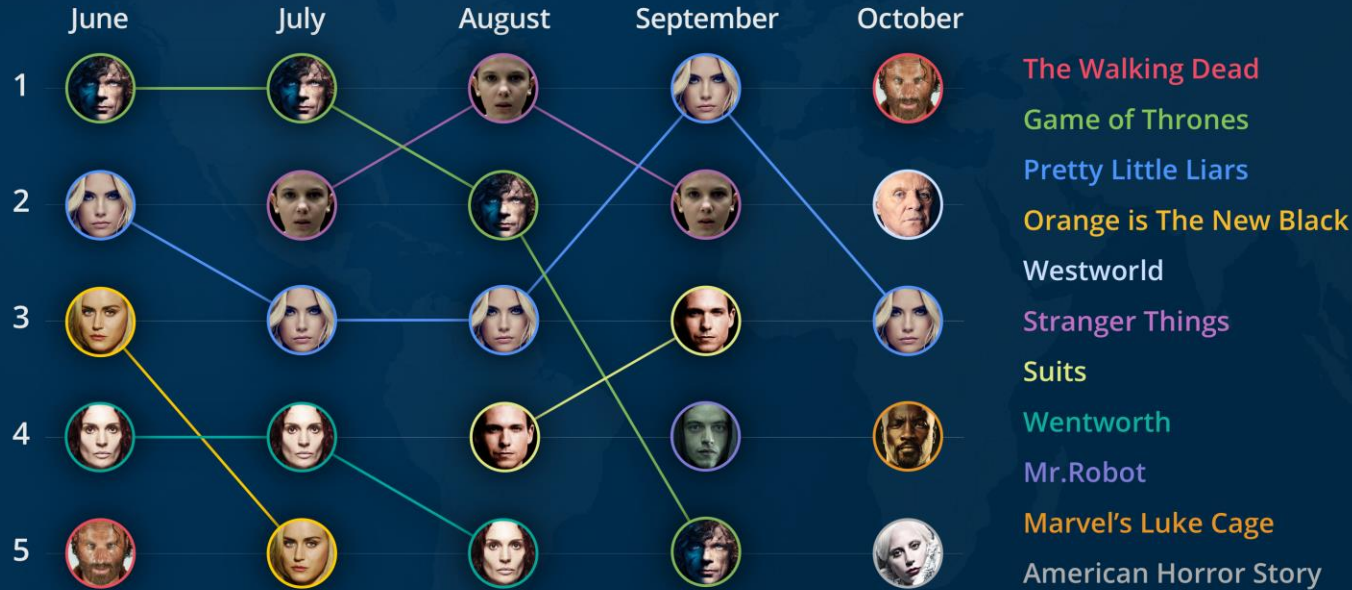 June July August September October
1
2
3
4
5
The Walking Dead
Game of Thrones
Pretty Little Liars
Orange is The New Black
Westworld
Stranger Things
Suits
Wentworth
Mr.Robot
Marvel's Luke Cage
American Horror Story